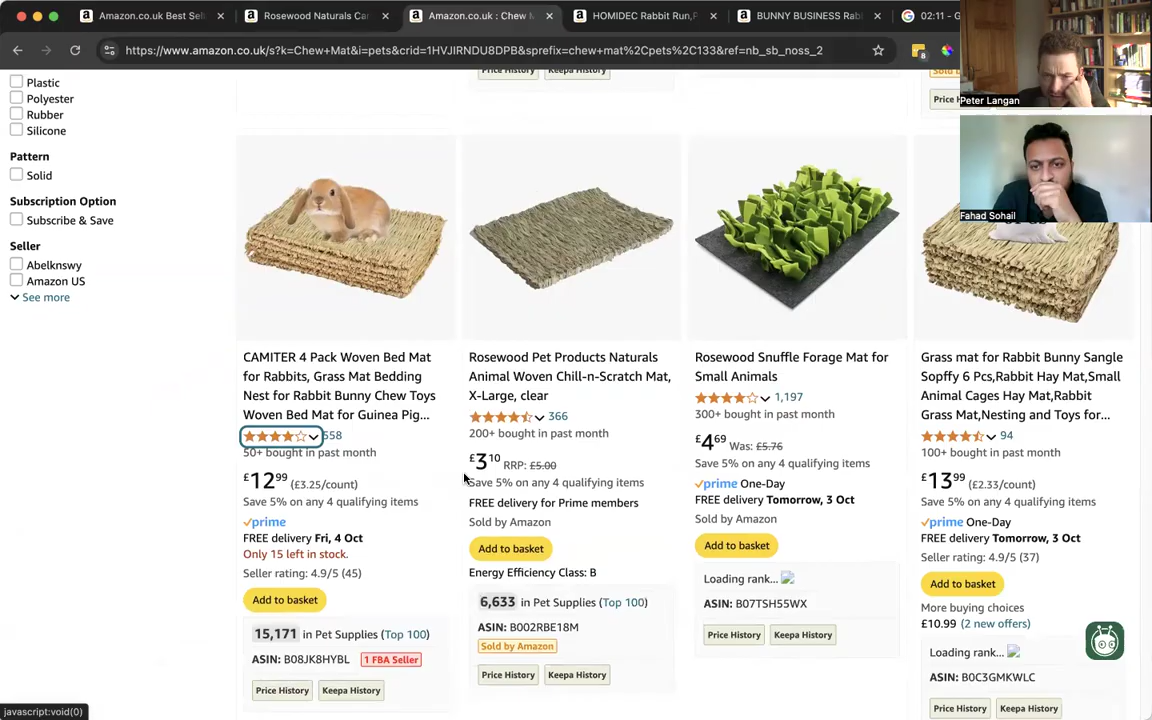 Amazon.co.uk Best Sel
Rosewood Naturals Car
Amazon.co.uk : Chew M
HOMIDEC Rabbit Run,P
BUNNY BUSINESS Rab
02:11 - G
https://www.amazon.co.uk/s?k=Chew+Mat&i=pets&crid=1HVJIRNDU8DPB&sprefix=chew+mat%2Cpets%2C133&ref=nb_sb_noss_2
8
Peter Langan
Fahad Sohail
Plastic
Polyester
Rubber
Silicone
Pattern
Solid
Subscription Option
Subscribe & Save
Seller
Abelknswy
Amazon US
See more
Price History
Keepa History
Sold by
Price
CAMITER 4 Pack Woven Bed Mat
for Rabbits, Grass Mat Bedding
Nest for Rabbit Bunny Chew Toys
Woven Bed Mat for Guinea Pig...
558
50+ bought in past month
£12⁹⁹ (£3.25/count)
Save 5% on any 4 qualifying items
prime
FREE delivery Fri, 4 Oct
Only 15 left in stock.
Seller rating: 4.9/5 (45)
Add to basket
15,171 in Pet Supplies (Top 100)
ASIN: B08JK8HYBL 1 FBA Seller
Price History Keepa History
Rosewood Pet Products Naturals
Animal Woven Chill-n-Scratch Mat,
X-Large, clear
366
200+ bought in past month
£3¹⁰ RRP: £5.00
Save 5% on any 4 qualifying items
FREE delivery for Prime members
Sold by Amazon
Add to basket
Energy Efficiency Class: B
6,633 in Pet Supplies (Top 100)
ASIN: B002RBE18M
Sold by Amazon
Price History Keepa History
Rosewood Snuffle Forage Mat for
Small Animals
1,197
300+ bought in past month
£4⁶⁹ Was: £5.76
Save 5% on any 4 qualifying items
prime One-Day
FREE delivery Tomorrow, 3 Oct
Sold by Amazon
Add to basket
Loading rank...
ASIN: B07TSH55WX
Price History Keepa History
Grass mat for Rabbit Bunny Sangle
Sopffy 6 Pcs,Rabbit Hay Mat,Small
Animal Cages Hay Mat,Rabbit
Grass Mat,Nesting and Toys for...
94
100+ bought in past month
£13⁹⁹ (£2.33/count)
Save 5% on any 4 qualifying items
prime One-Day
FREE delivery Tomorrow, 3 Oct
Seller rating: 4.9/5 (37)
Add to basket
More buying choices
£10.99 (2 new offers)
Loading rank...
ASIN: B0C3GMKWLC
Price History Keepa History
javascript:void(0)